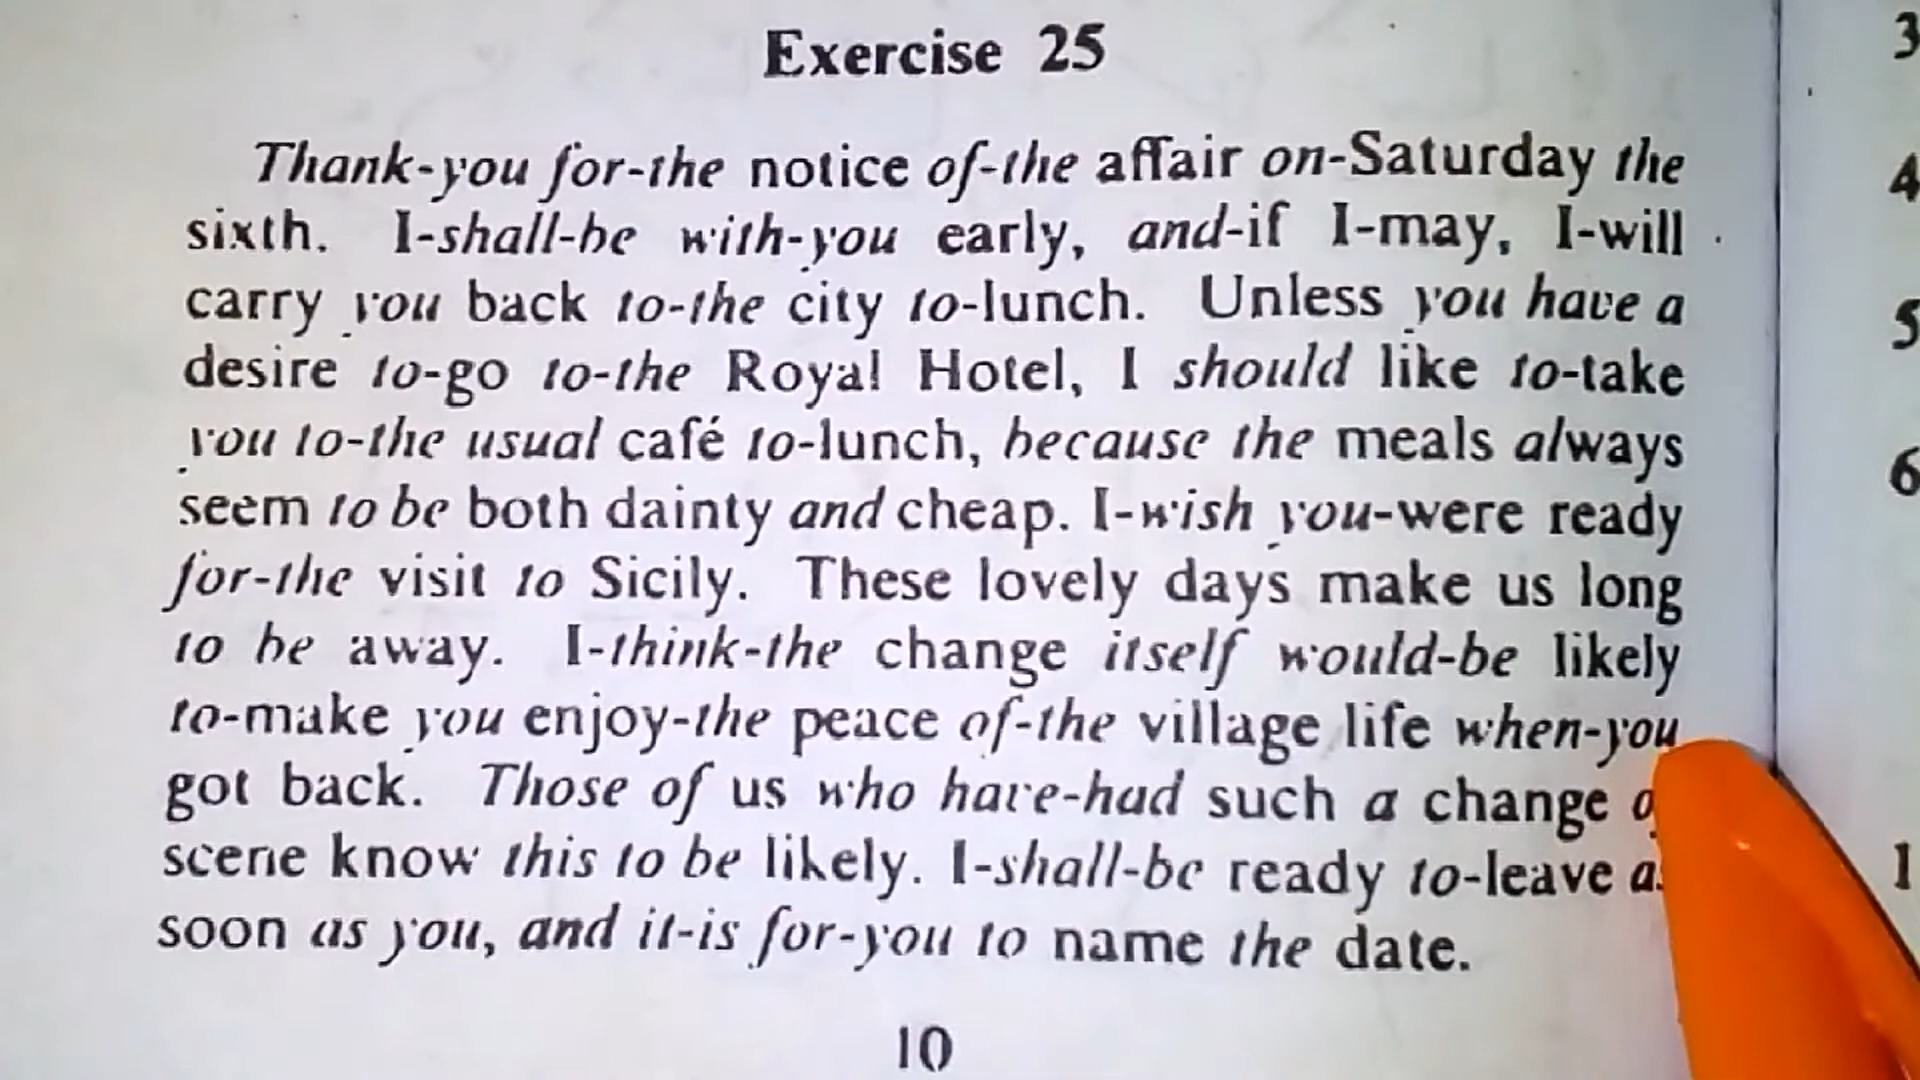 Exercise 25
Thank-you for-the notice of-the affair on-Saturday the
sixth. I-shall-be with-you early, and-if I-may, I-will
carry you back to-the city to-lunch. Unless you have a
desire to-go to-the Royal Hotel, I should like to-take
you to-the usual café to-lunch, because the meals always
seem to be both dainty and cheap. I-wish you-were ready
for-the visit to Sicily. These lovely days make us long
to be away. I-think-the change itself would-be likely
to-make you enjoy-the peace of-the village life when-you
got back. Those of us who have-had such a change
scene know this to be likely. I-shall-be ready to-leave
soon as you, and it-is for-you to name the date.
10
3
4
5
6
1